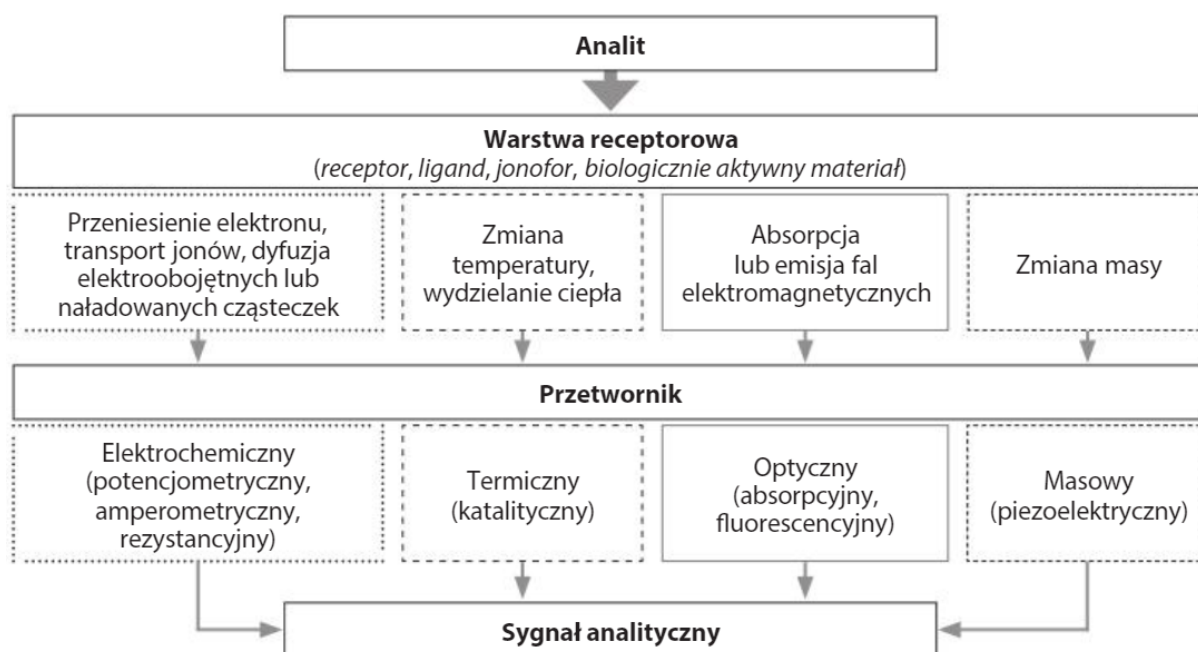 Analit
Warstwa receptorowa
(receptor, ligand, jonofor, biologicznie aktywny materiał)
Przeniesienie elektronu,
transport jonów, dyfuzja
elektroobojętnych lub
naładowanych cząsteczek
Zmiana
temperatury,
wydzielanie ciepła
Absorpcja
lub emisja fal
elektromagnetycznych
Zmiana masy
Przetwornik
Elektrochemiczny
(potencjometryczny,
amperometryczny,
rezystancyjny)
Termiczny
(katalityczny)
Optyczny
(absorpcyjny,
fluorescencyjny)
Masowy
(piezoelektryczny)
Sygnał analityczny